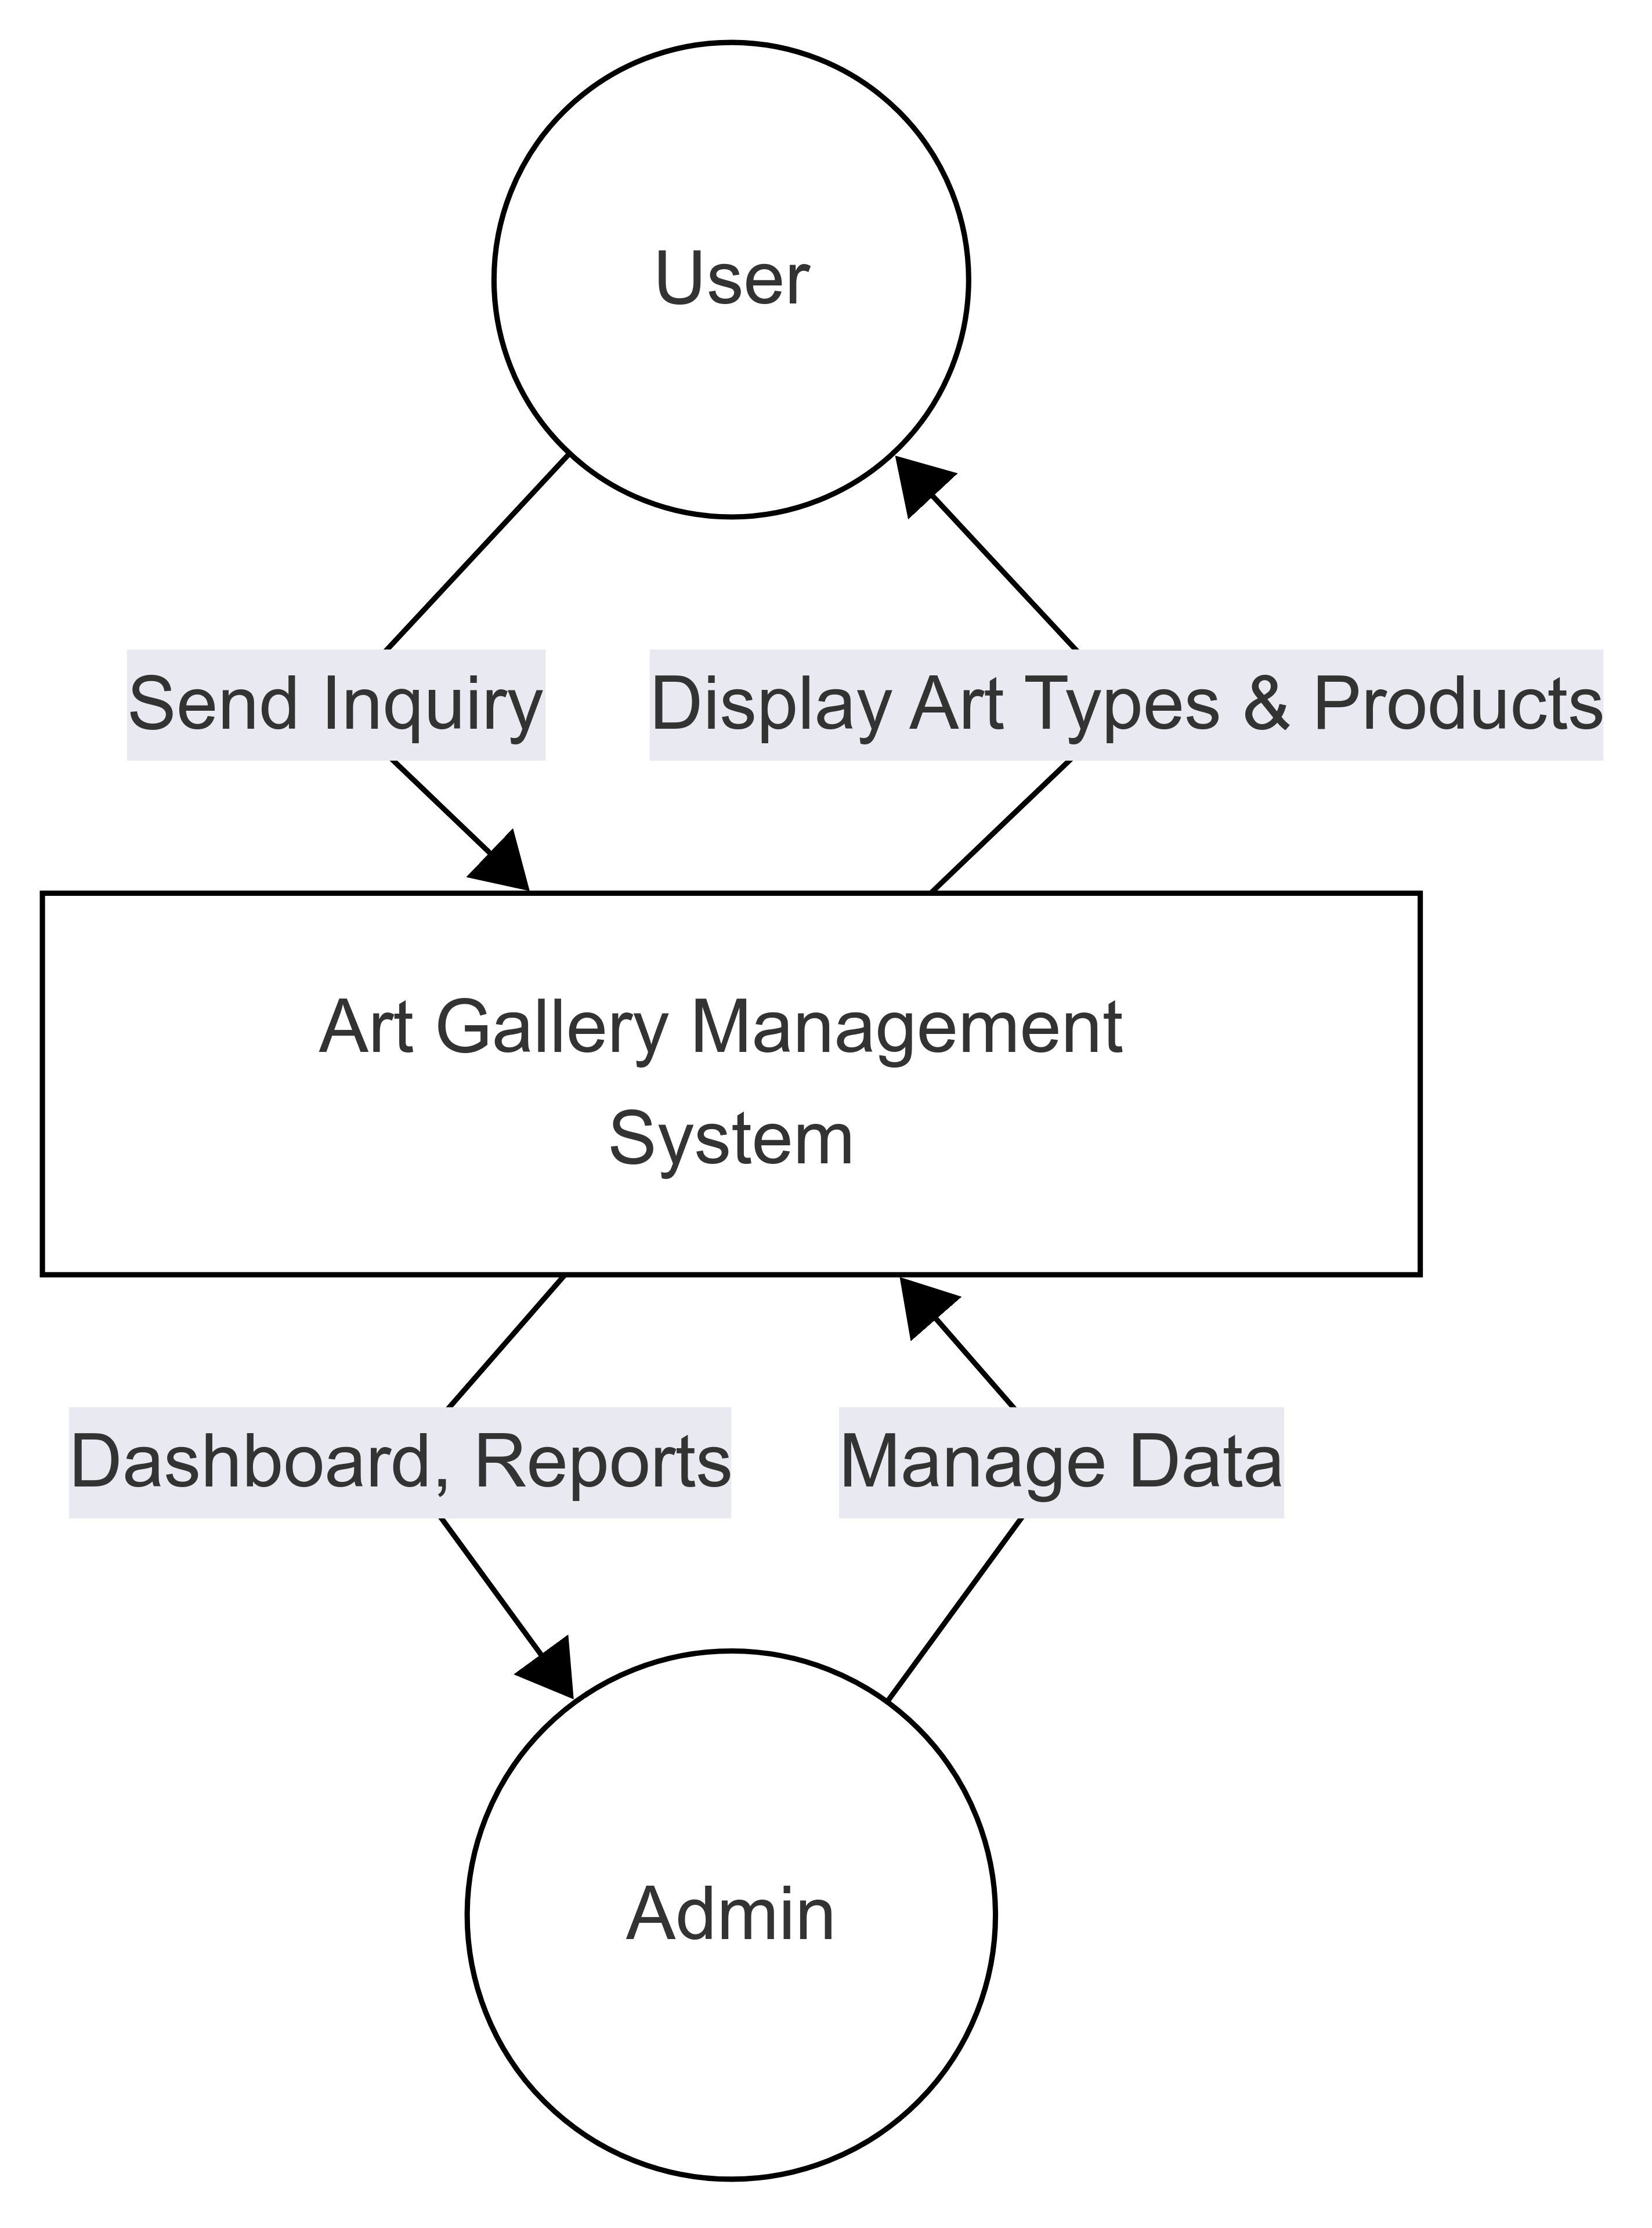 User
Send Inquiry
Display Art Types & Products
Art Gallery Management
System
Dashboard, Reports
Manage Data
Admin